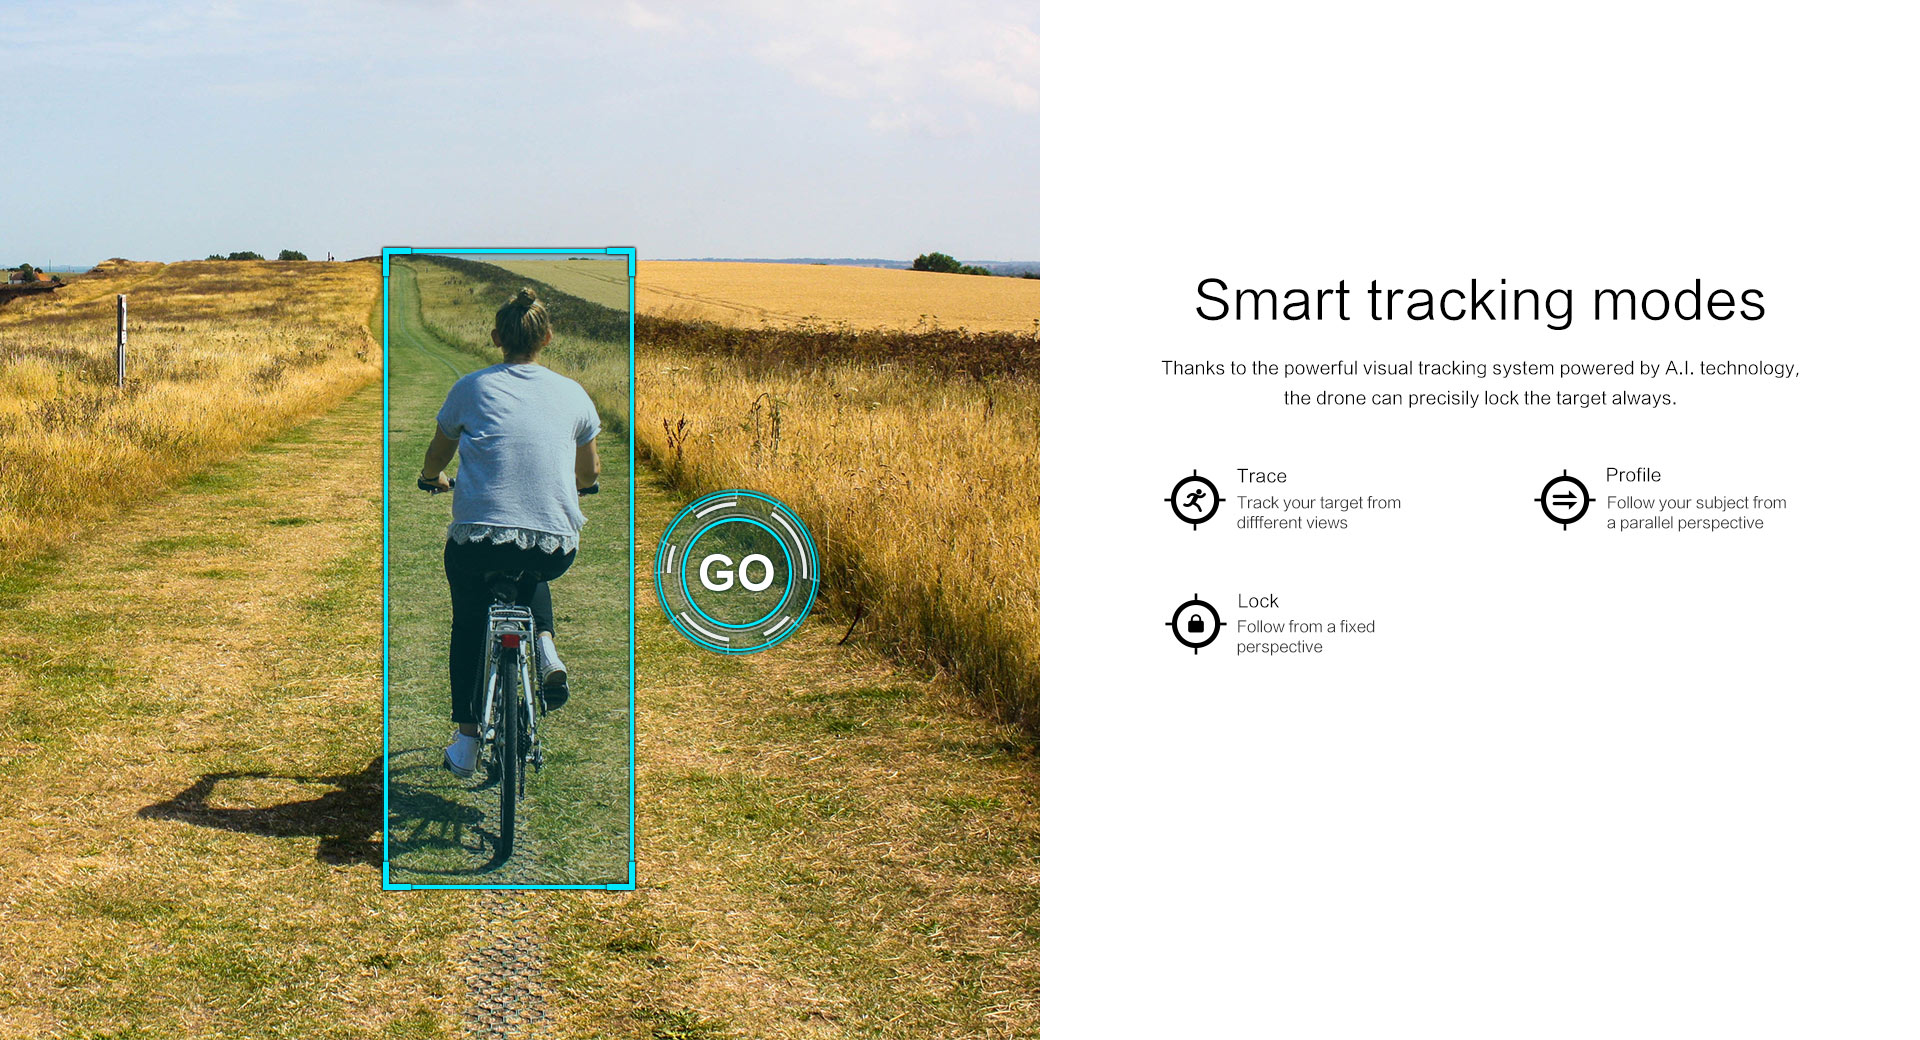 GO
Smart tracking modes
Thanks to the powerful visual tracking system powered by A.I. technology,
the drone can precisily lock the target always.
Trace
Track your target from
diffferent views
Profile
Follow your subject from
a parallel perspective
Lock
Follow from a fixed
perspective